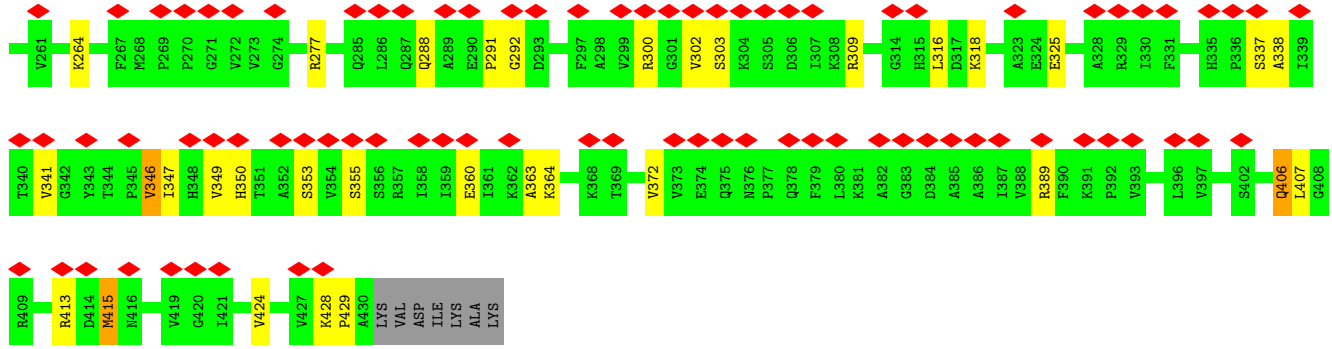 V261 K264 F267 M268 P269 P270 G271 V272 V273 G274 R277 Q285 L286 Q287 Q288 A289 E290 P291 G292 D293 F297 A298 V299 R300 G301 V302 S303 K304 S305 D306 I307 K308 R309 G314 H315 L316 D317 K318 A323 E324 E325 A328 R329 I330 F331 H335 P336 S337 A338 I339
T340 V341 G342 Y343 T344 P345 V346 I347 H348 V349 H350 T351 A352 S353 V354 S355 S356 R357 I358 I359 E360 I361 K362 A363 K364 K368 T369 V372 V373 E374 Q375 N376 P377 Q378 F379 L380 K381 A382 G383 D384 A385 A386 I387 V388 R389 F390 K391 P392 V393 L396 V397 S402 Q406 L407 G408
R409 R413 D414 M415 N416 V419 G420 I421 V424 V427 K428 P429 A430 LYS VAL ASP ILE LYS ALA LYS